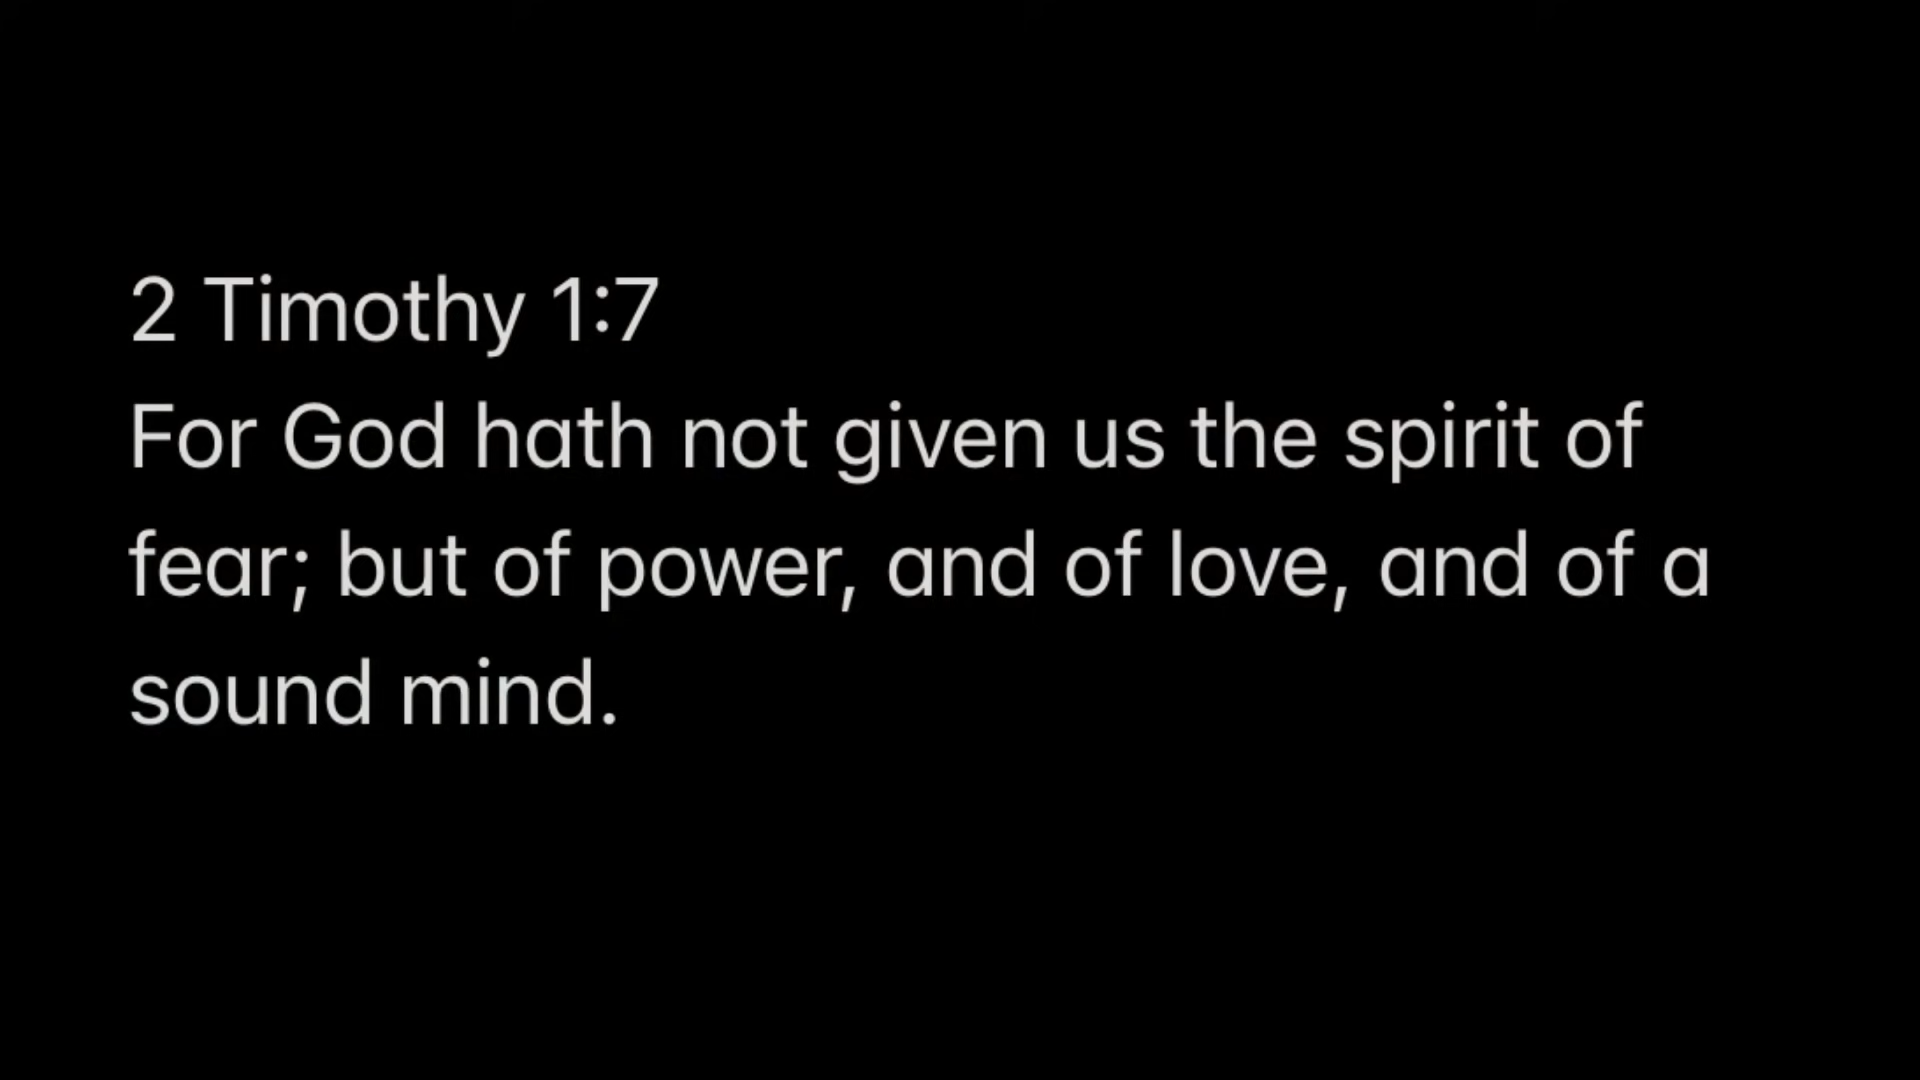 2 Timothy 1:7
For God hath not given us the spirit of
fear; but of power, and of love, and of a
sound mind.